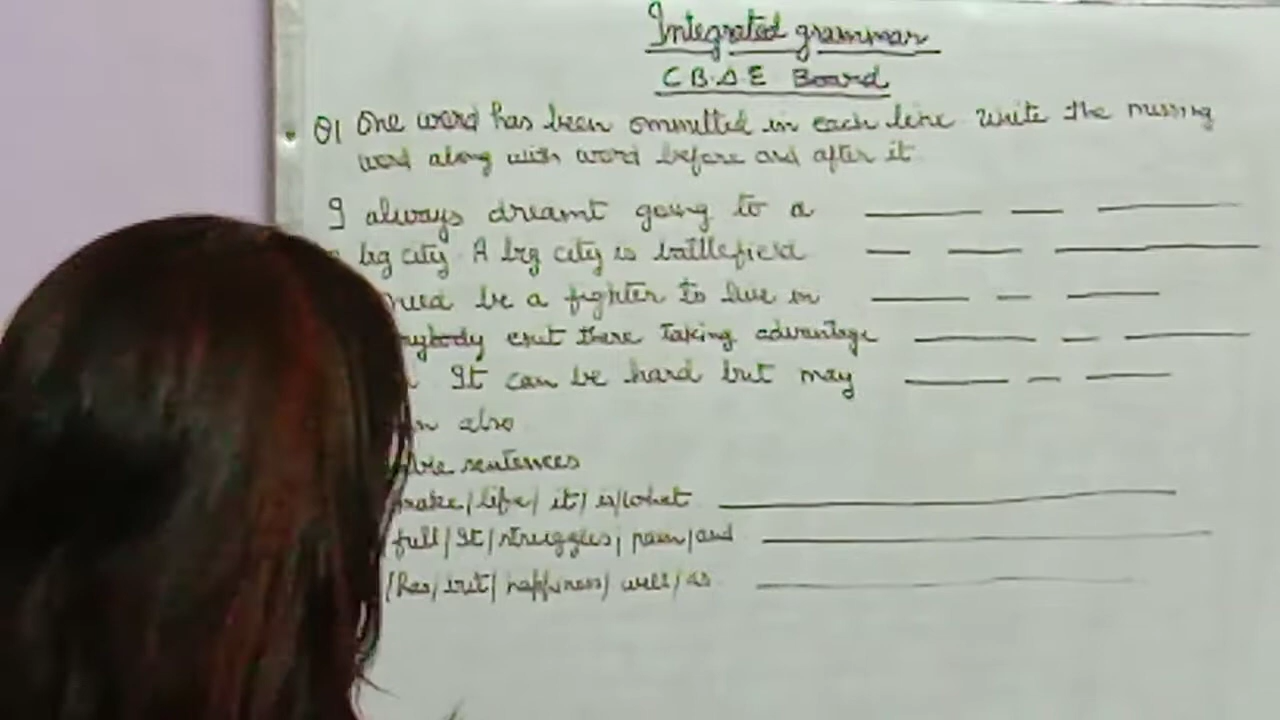 Integrated grammar
C B.S E Board
Q1 One word has been ommitted in each line Write the missing
word along with word before and after it
I always dreamt going to a
big city. A big city is battlefield
be a fighter to live in
out there taking advantage
It can be hard but may
also
sentences
make/life/it/is/what
full/It/struggles, pain/and
/has/but/happiness/well/as